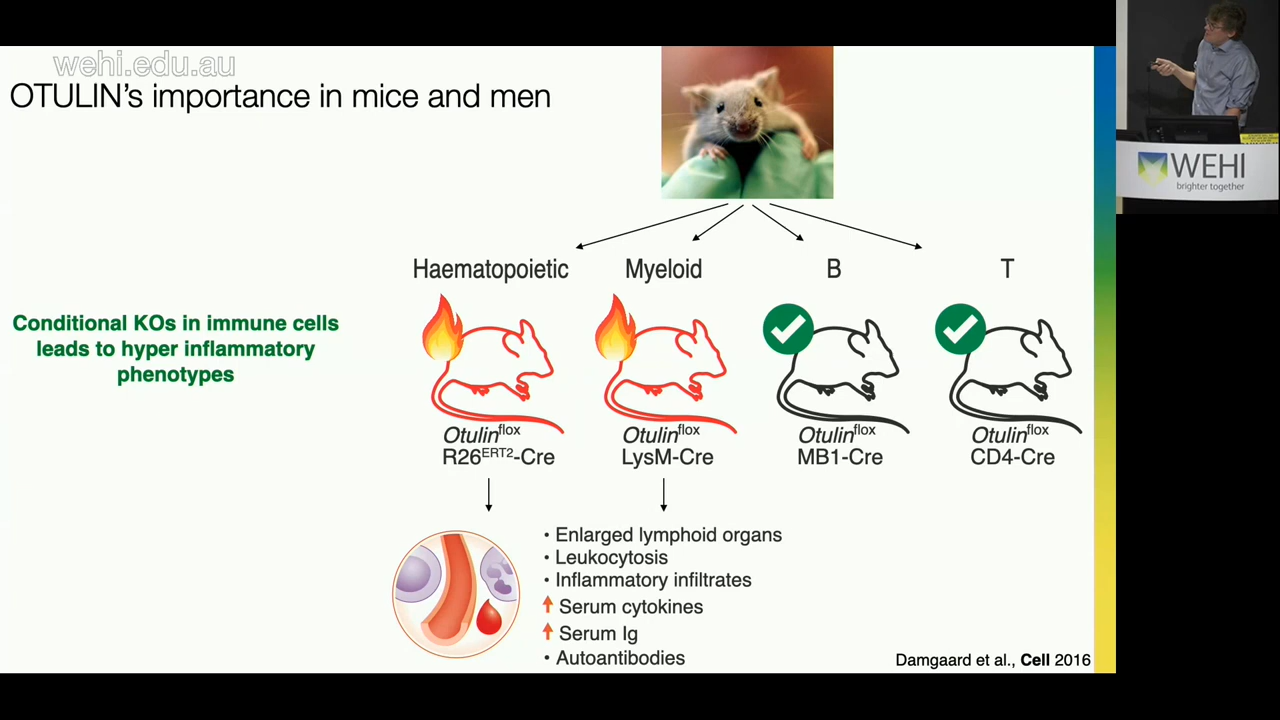 wehi.edu.au
OTULIN's importance in mice and men
WEHI
brighter together
Haematopoietic
Myeloid
B
T
Conditional KOs in immune cells
leads to hyper inflammatory
phenotypes
Otulinflox
R26ERT2-Cre
Otulinflox
LysM-Cre
Otulinflox
MB1-Cre
Otulinflox
CD4-Cre
• Enlarged lymphoid organs
• Leukocytosis
• Inflammatory infiltrates
Serum cytokines
Serum Ig
• Autoantibodies
Damgaard et al., Cell 2016